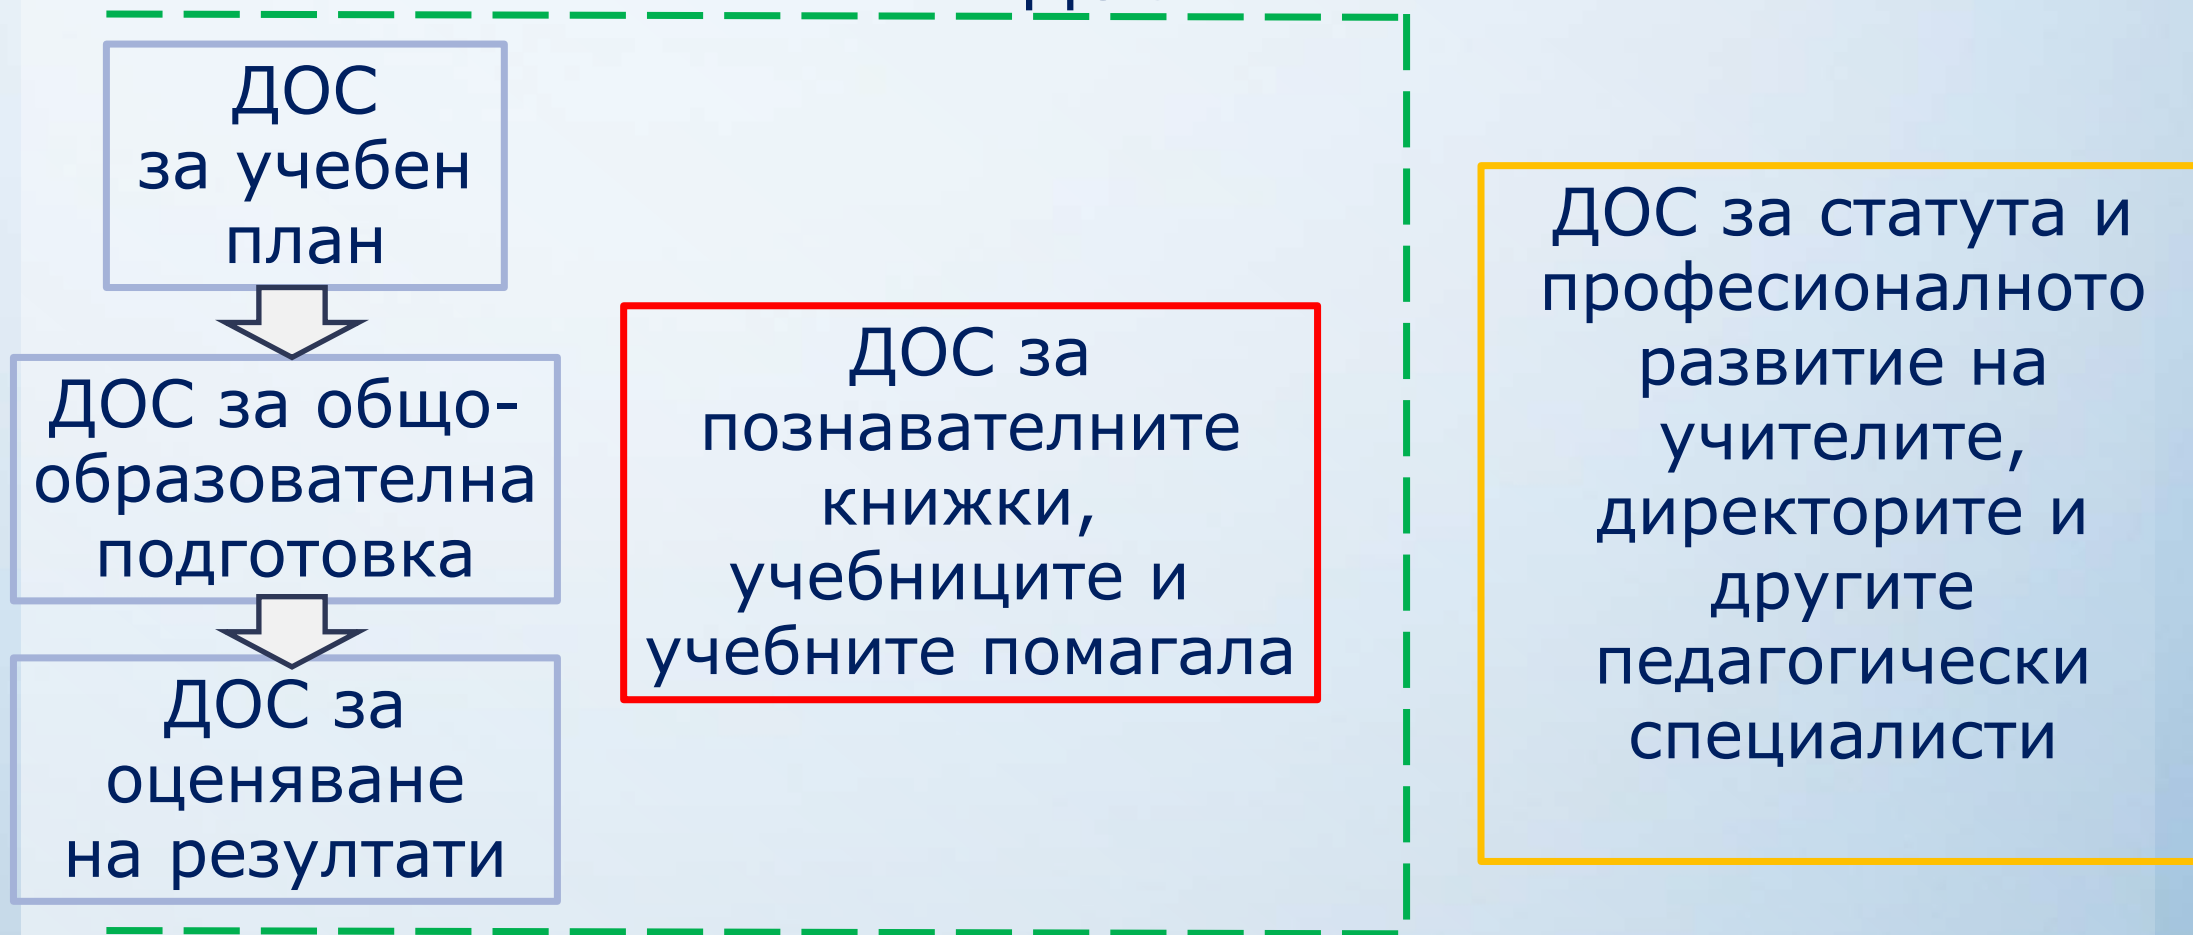 ДОС
за учебен
план
ДОС за общо-
образователна
подготовка
ДОС за
оценяване
на резултати
ДОС за
познавателните
книжки,
учебниците и
учебните помагала
ДОС за статута и
професионалното
развитие на
учителите,
директорите и
другите
педагогически
специалисти